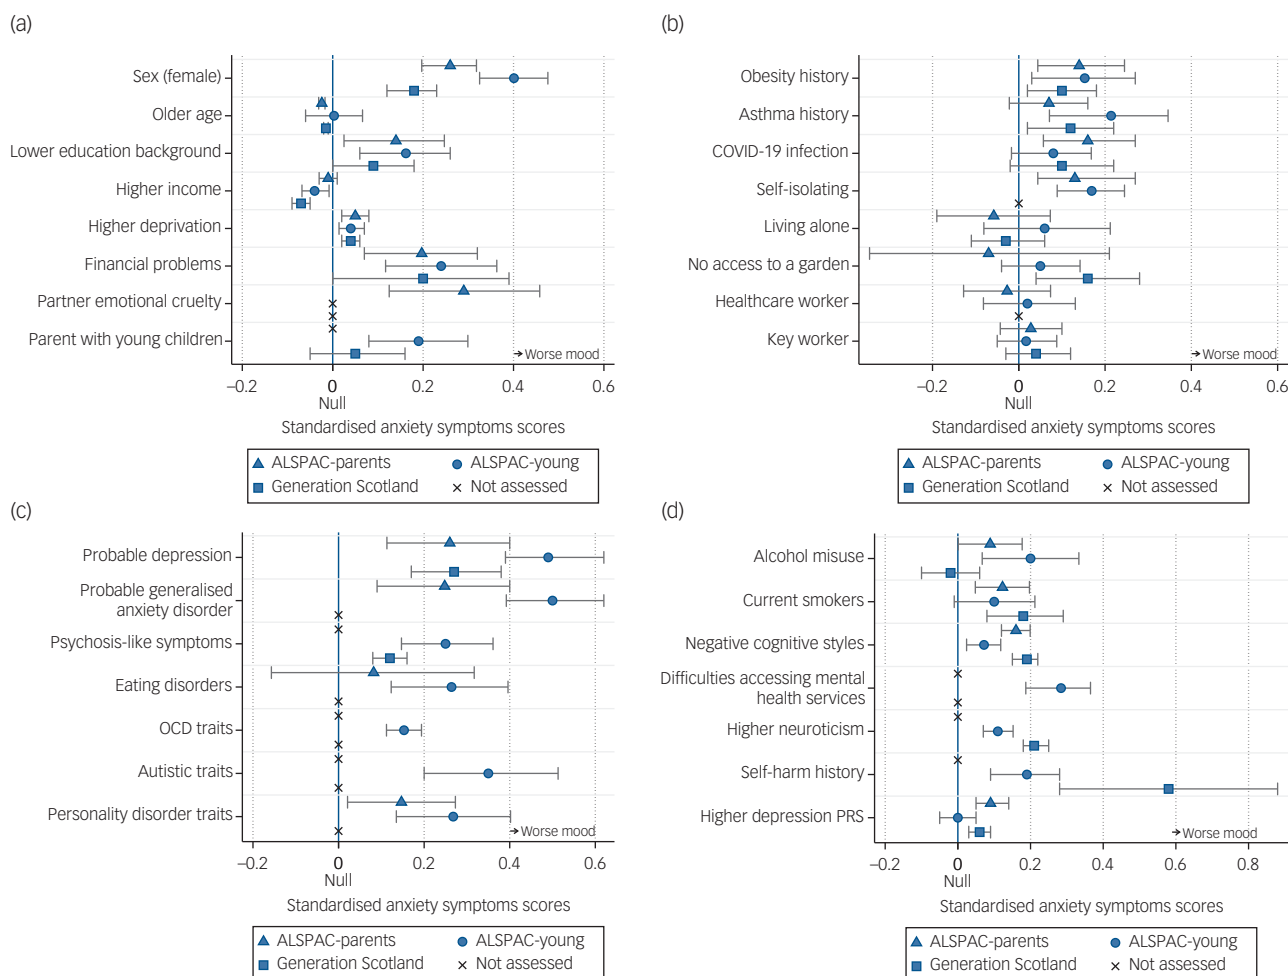 (a)
Sex (female)
Older age
Lower education background
Higher income
Higher deprivation
Financial problems
Partner emotional cruelty
Parent with young children
Worse mood
−0.2 0 0.2 0.4 0.6
Null
Standardised anxiety symptoms scores
ALSPAC-parents ALSPAC-young
Generation Scotland Not assessed
(b)
Obesity history
Asthma history
COVID-19 infection
Self-isolating
Living alone
No access to a garden
Healthcare worker
Key worker
Worse mood
−0.2 0 0.2 0.4 0.6
Null
Standardised anxiety symptoms scores
ALSPAC-parents ALSPAC-young
Generation Scotland Not assessed
(c)
Probable depression
Probable generalised
anxiety disorder
Psychosis-like symptoms
Eating disorders
OCD traits
Autistic traits
Personality disorder traits
Worse mood
−0.2 0 0.2 0.4 0.6
Null
Standardised anxiety symptoms scores
ALSPAC-parents ALSPAC-young
Generation Scotland Not assessed
(d)
Alcohol misuse
Current smokers
Negative cognitive styles
Difficulties accessing mental
health services
Higher neuroticism
Self-harm history
Higher depression PRS
Worse mood
−0.2 0 0.2 0.4 0.6 0.8
Null
Standardised anxiety symptoms scores
ALSPAC-parents ALSPAC-young
Generation Scotland Not assessed